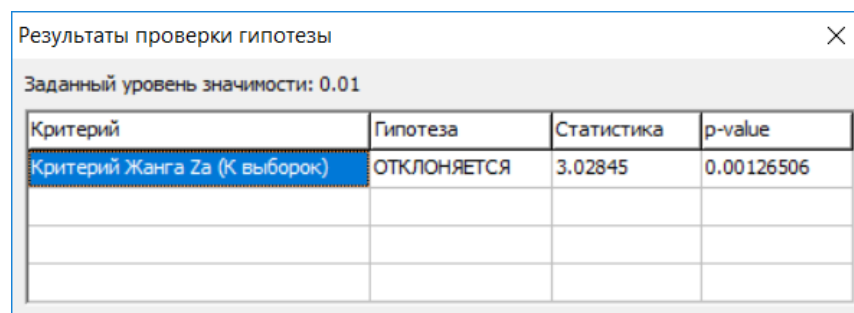 Результаты проверки гипотезы
Заданный уровень значимости: 0.01
Критерий Гипотеза Статистика p-value
Критерий Жанга Za (К выборок) ОТКЛОНЯЕТСЯ 3.02845 0.00126506